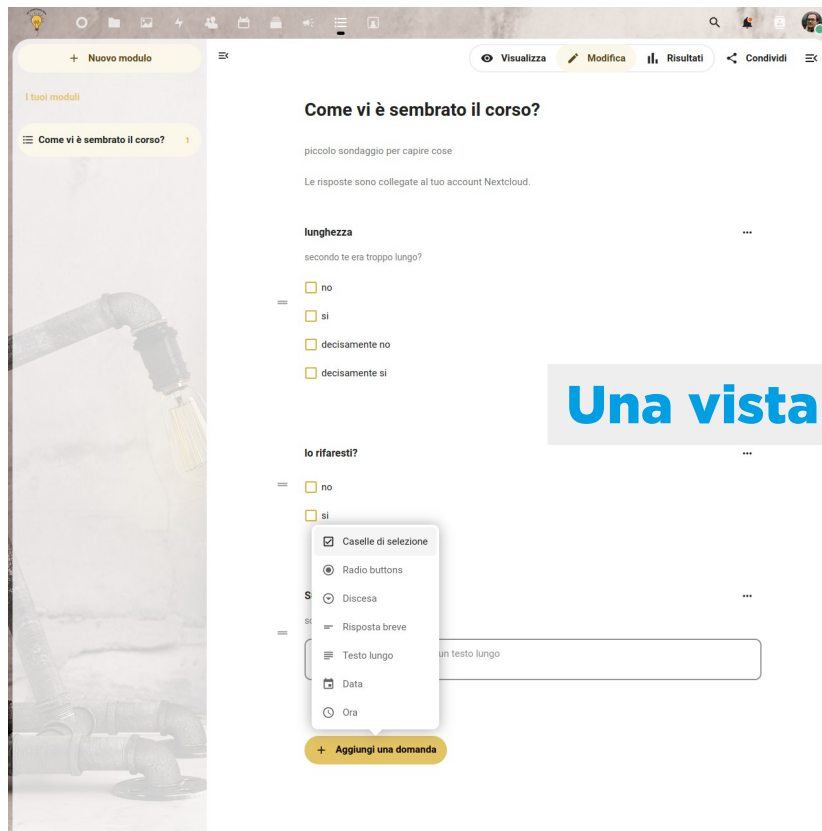 + Nuovo modulo
Visualizza
Modifica
Risultati
Condividi
I tuoi moduli
Come vi è sembrato il corso? 1
Come vi è sembrato il corso?
piccolo sondaggio per capire cose
Le risposte sono collegate al tuo account Nextcloud.
lunghezza
secondo te era troppo lungo?
no
si
decisamente no
decisamente si
Una vista
lo rifaresti?
no
si
Caselle di selezione
Radio buttons
Discesa
Risposta breve
Testo lungo
un testo lungo
Data
Ora
+ Aggiungi una domanda